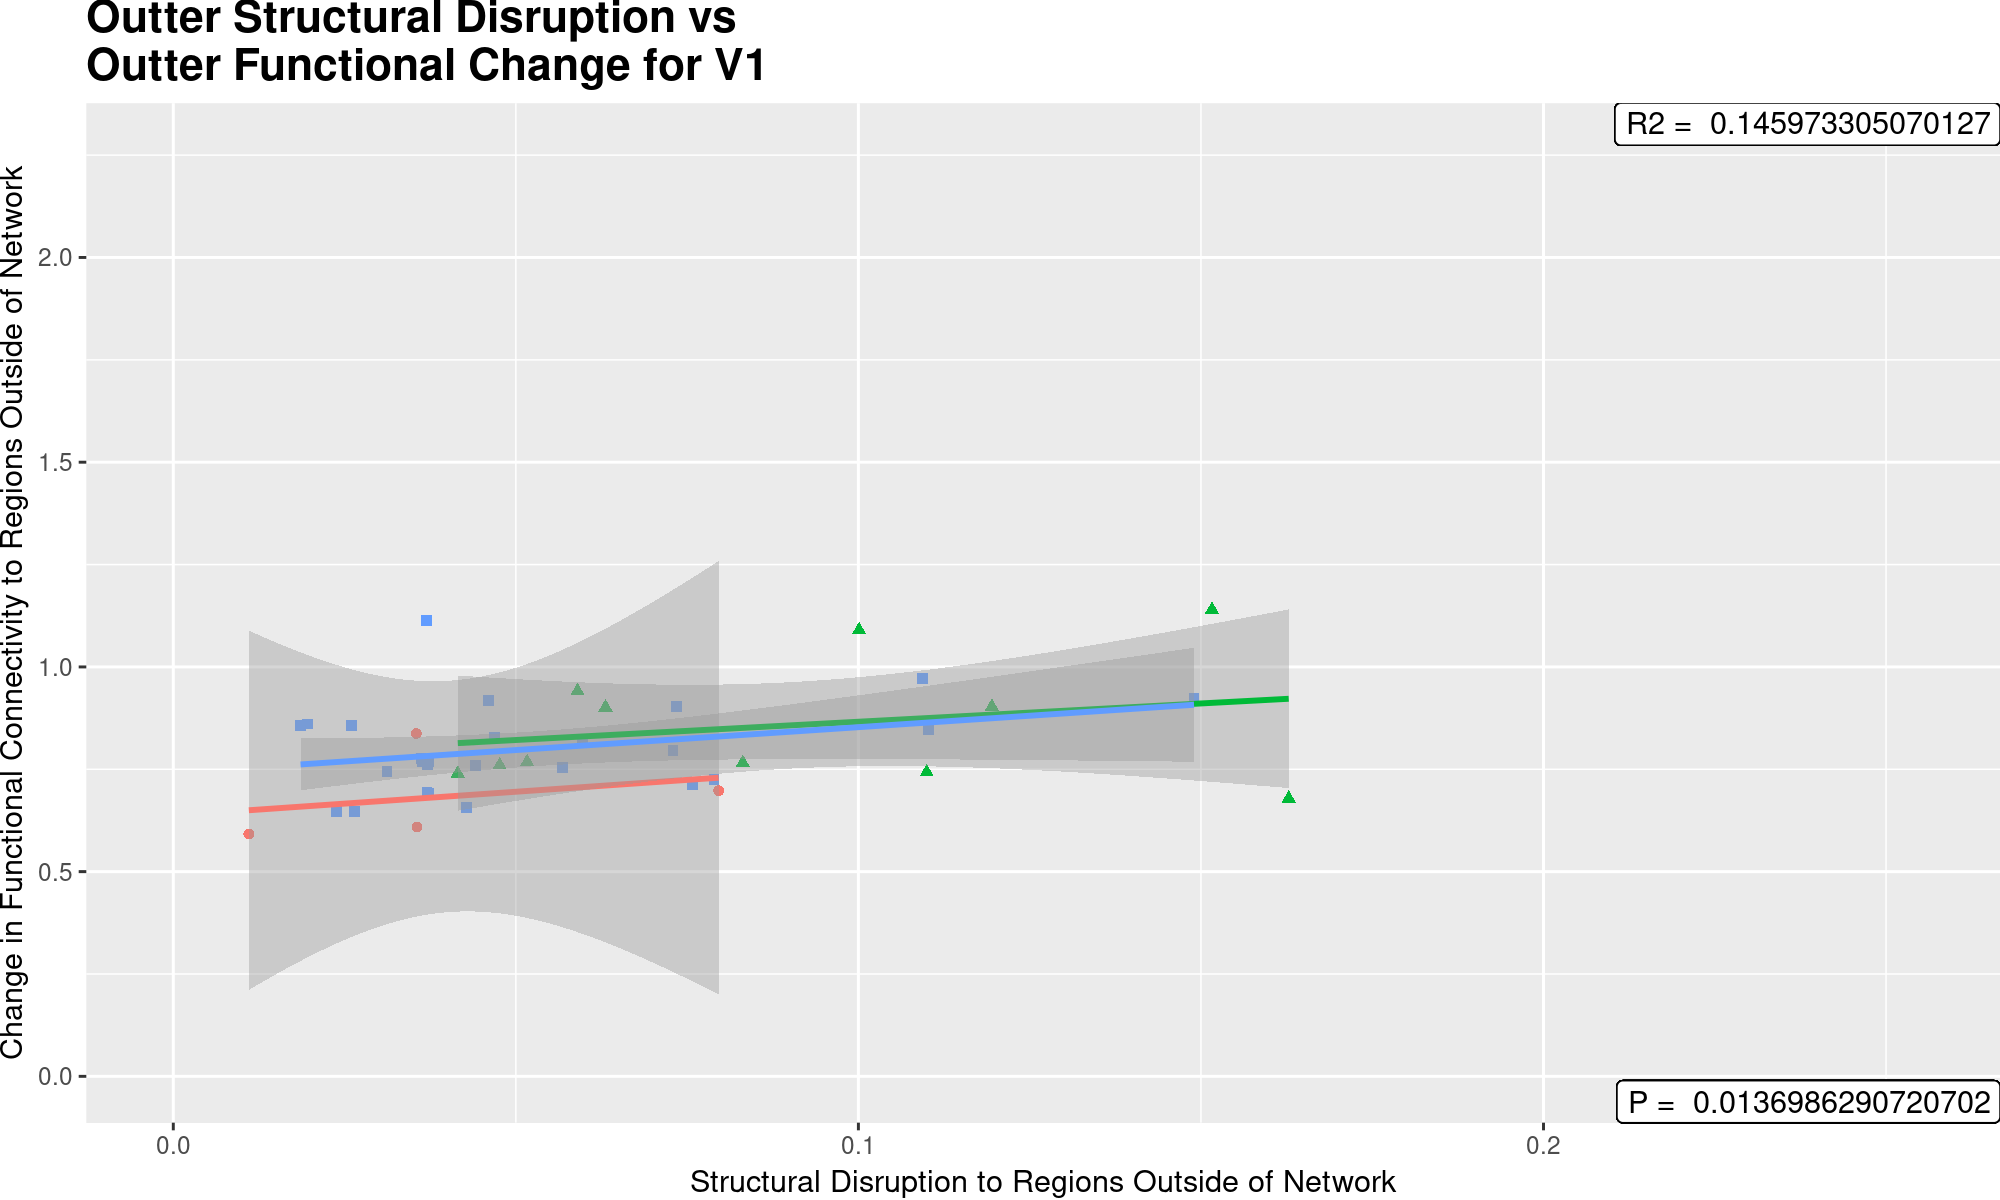 Outter Structural Disruption vs
Outter Functional Change for V1
R2 =  0.145973305070127
Change in Functional Connectivity to Regions Outside of Network
2.0
1.5
1.0
0.5
0.0
P =  0.0136986290720702
0.0
0.1
0.2
Structural Disruption to Regions Outside of Network